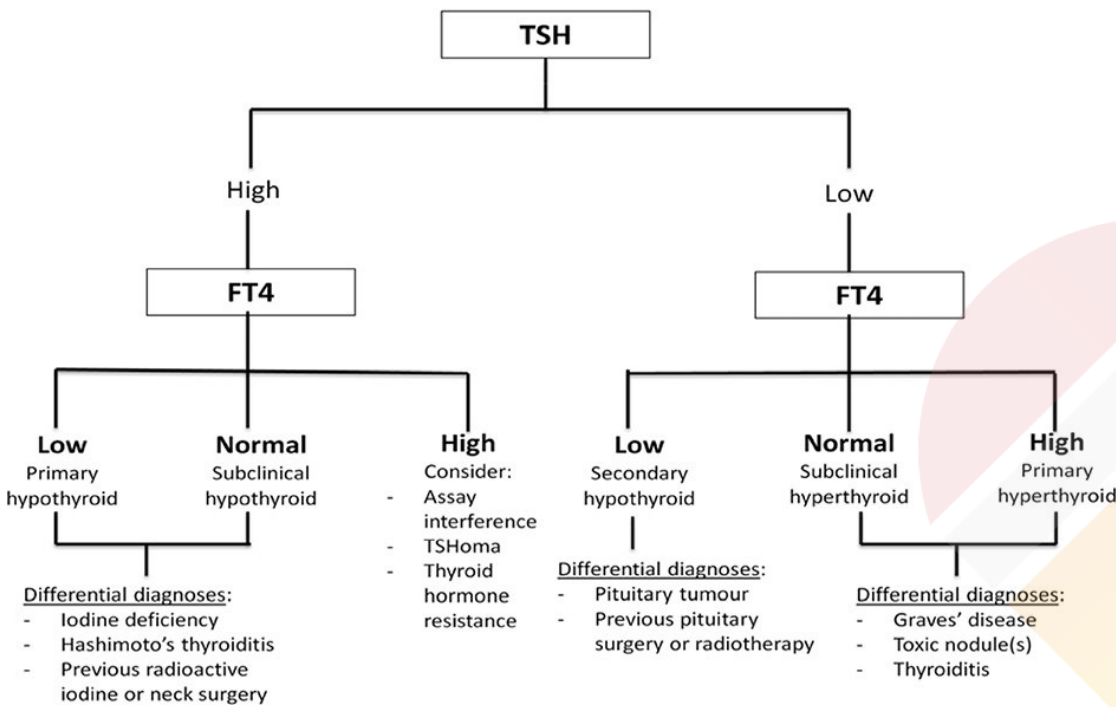 TSH
High
Low
FT4
FT4
Low
Primary
hypothyroid
Normal
Subclinical
hypothyroid
High
Consider:
- Assay
interference
- TSHoma
- Thyroid
hormone
resistance
Low
Secondary
hypothyroid
Normal
Subclinical
hyperthyroid
High
Primary
hyperthyroid
Differential diagnoses:
- Iodine deficiency
- Hashimoto's thyroiditis
- Previous radioactive
iodine or neck surgery
Differential diagnoses:
- Pituitary tumour
- Previous pituitary
surgery or radiotherapy
Differential diagnoses:
- Graves' disease
- Toxic nodule(s)
- Thyroiditis